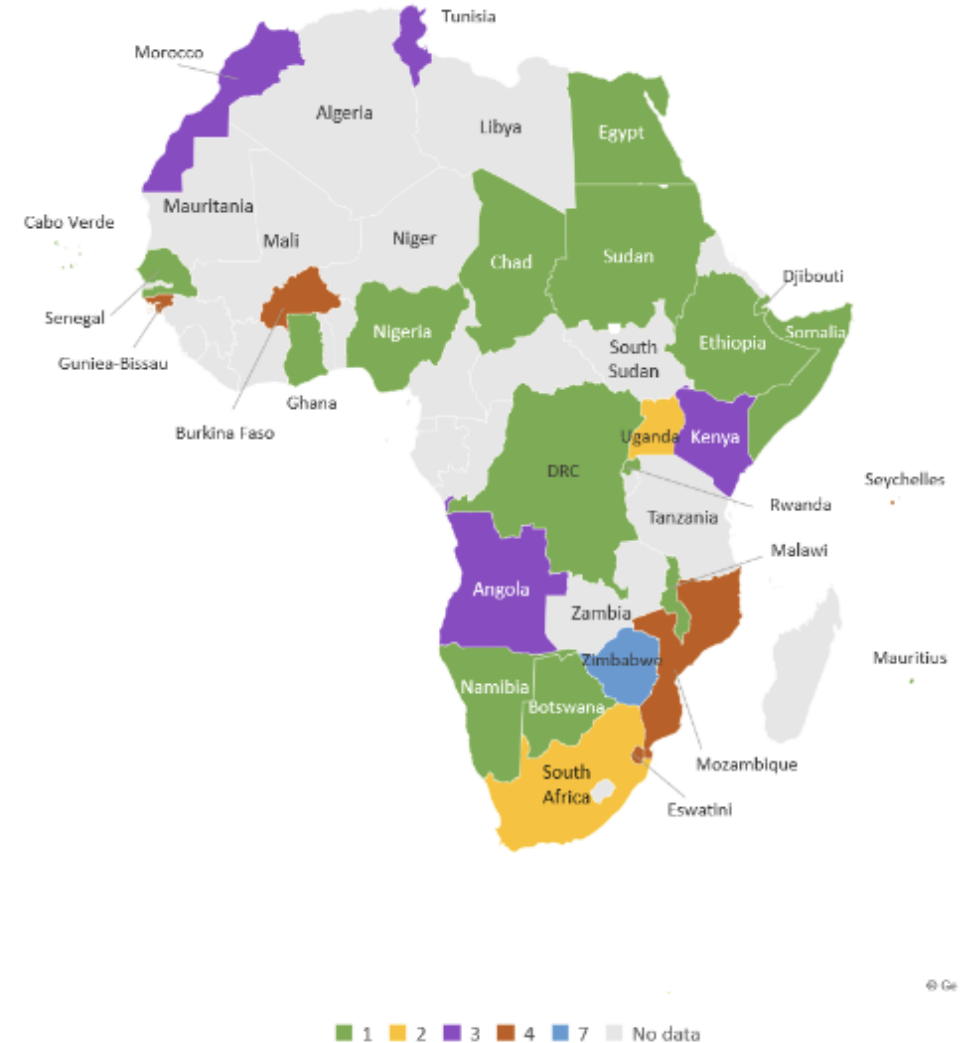 Tunisia
Morocco
Algeria
Libya
Egypt
Mauritania
Cabo Verde
Mali
Niger
Chad
Sudan
Djibouti
Senegal
Nigeria
Somalia
Ethiopia
South
Sudan
Guniea-Bissau
Ghana
Burkina Faso
Uganda
Kenya
DRC
Seychelles
Rwanda
Tanzania
Malawi
Angola
Zambia
Mauritius
Zimbabwe
Namibia
Botswana
Mozambique
South
Africa
Eswatini
© Ge
1 2 3 4 7 No data